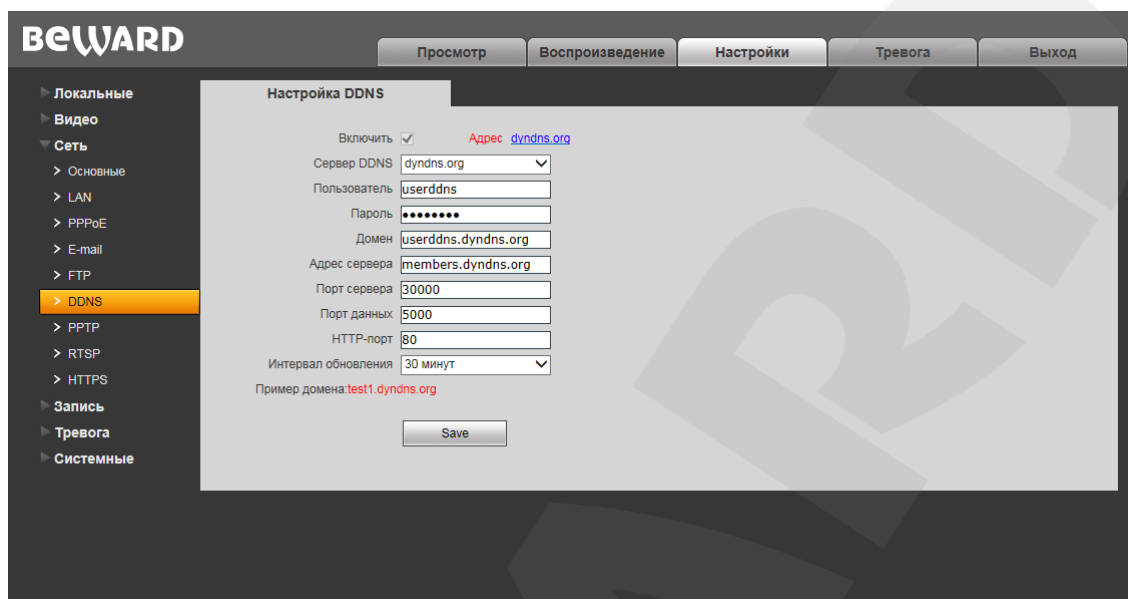 BEWARD
Просмотр Воспроизведение Настройки Тревога Выход
Локальные
Видео
Сеть
> Основные
> LAN
> PPPoE
> E-mail
> FTP
> DDNS
> PPTP
> RTSP
> HTTPS
Запись
Тревога
Системные
Настройка DDNS
Включить Адрес dyndns.org
Сервер DDNS dyndns.org
Пользователь userddns
Пароль ••••••••
Домен userddns.dyndns.org
Адрес сервера members.dyndns.org
Порт сервера 30000
Порт данных 5000
HTTP-порт 80
Интервал обновления 30 минут
Пример домена:test1.dyndns.org
Save